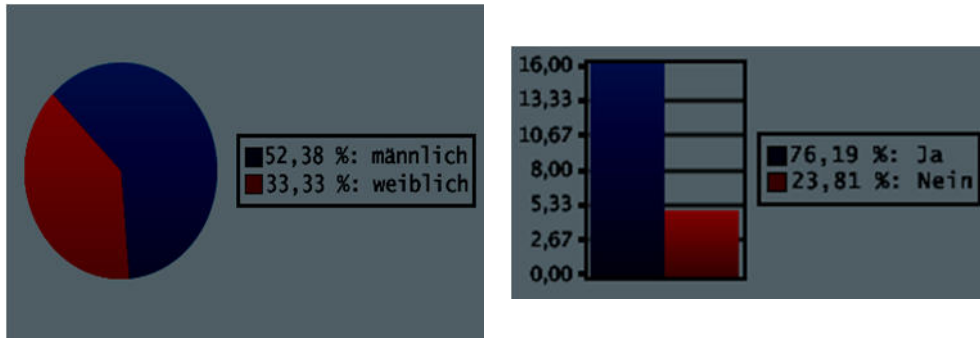 52,38 %: männlich
33,33 %: weiblich
16,00
13,33
10,67
8,00
5,33
2,67
0,00
76,19 %: Ja
23,81 %: Nein